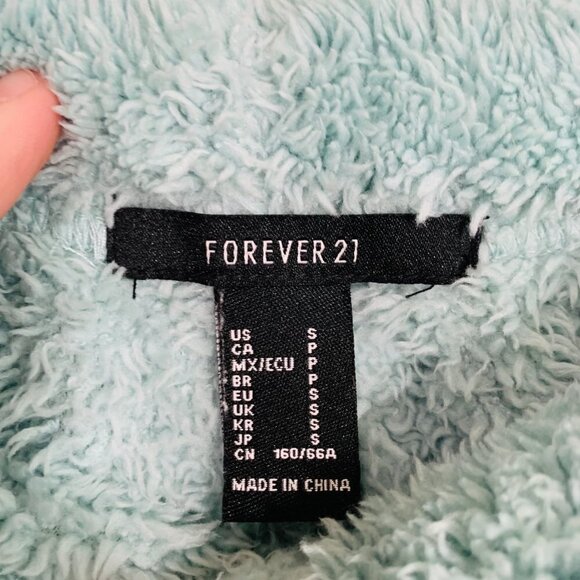 FOREVER 21
US S
CA P
MX/ECU P
BR P
EU S
UK S
KR S
JP S
CN 160/66A
MADE IN CHINA